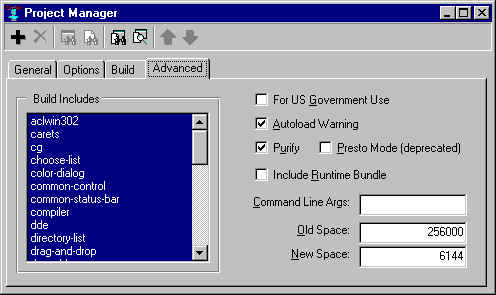 Project Manager
General Options Build Advanced
Build Includes
aclwin302
carets
cg
choose-list
color-dialog
common-control
common-status-bar
compiler
dde
directory-list
drag-and-drop
For US Government Use
Autoload Warning
Purify Presto Mode (deprecated)
Include Runtime Bundle
Command Line Args:
Old Space: 256000
New Space: 6144